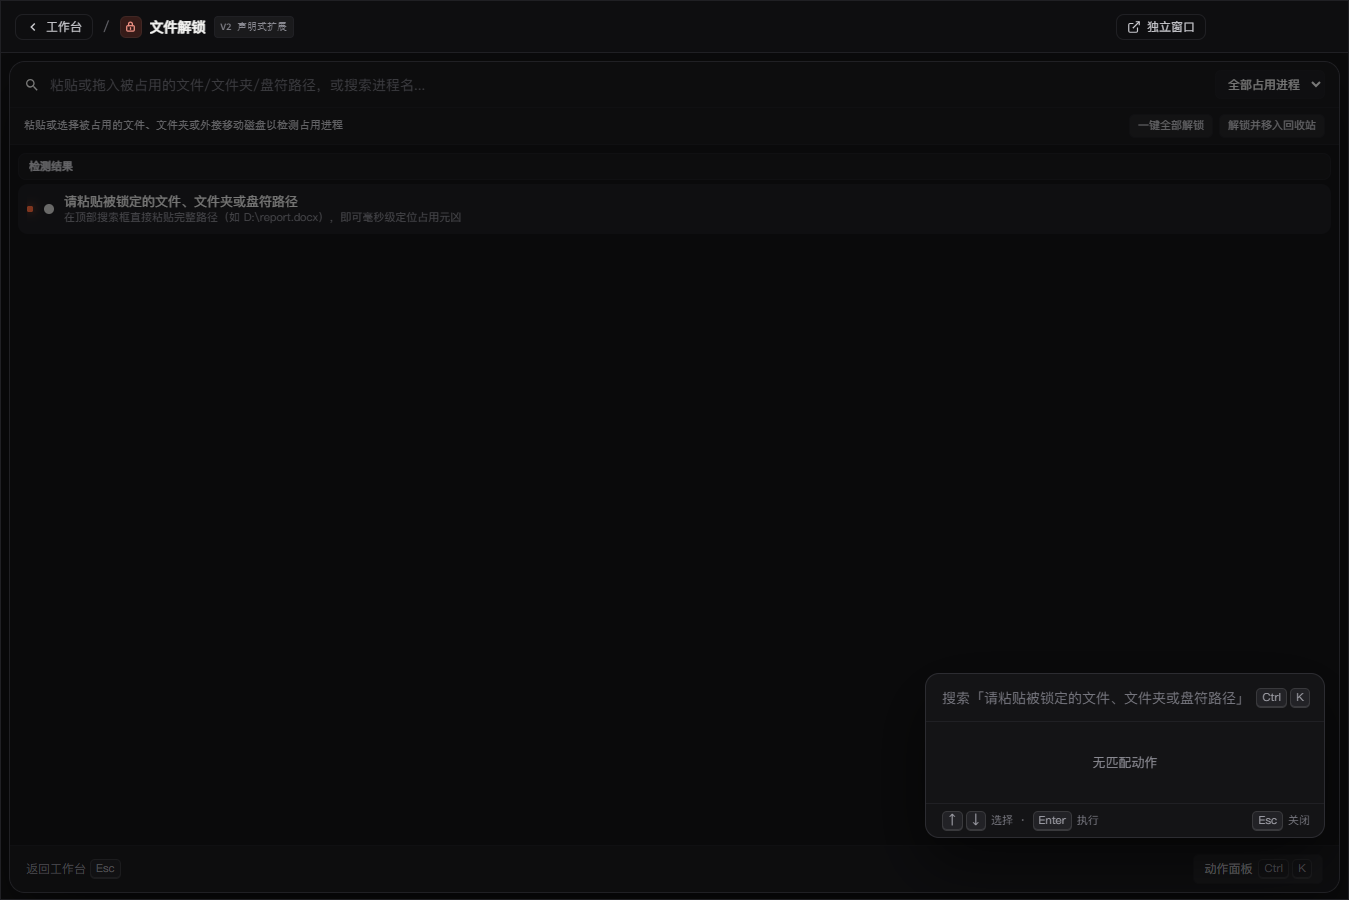 工作台 / 文件解锁 V2 声明式扩展 独立窗口
粘贴或拖入被占用的文件/文件夹/盘符路径，或搜索进程名... 全部占用进程
粘贴或选择被占用的文件、文件夹或外接移动磁盘以检测占用进程 一键全部解锁 解锁并移入回收站
检测结果
请粘贴被锁定的文件、文件夹或盘符路径
在顶部搜索框直接粘贴完整路径（如 D:\report.docx），即可毫秒级定位占用元凶
搜索「请粘贴被锁定的文件、文件夹或盘符路径」 Ctrl K
无匹配动作
↑ ↓ 选择 · Enter 执行 Esc 关闭
返回工作台 Esc 动作面板 Ctrl K